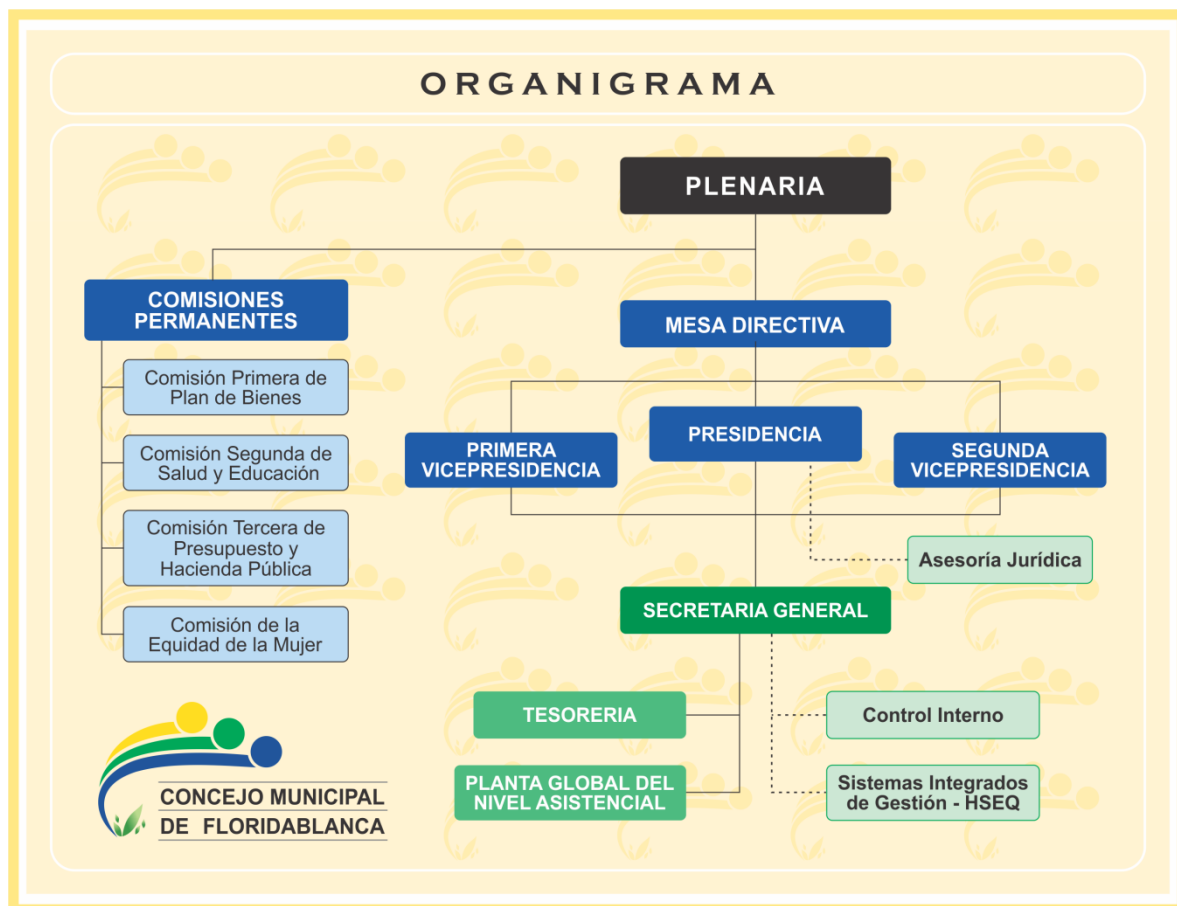 ORGANIGRAMA
PLENARIA
COMISIONES
PERMANENTES
Comisión Primera de
Plan de Bienes
Comisión Segunda de
Salud y Educación
Comisión Tercera de
Presupuesto y
Hacienda Pública
Comisión de la
Equidad de la Mujer
MESA DIRECTIVA
PRIMERA
VICEPRESIDENCIA
PRESIDENCIA
SEGUNDA
VICEPRESIDENCIA
Asesoría Jurídica
SECRETARIA GENERAL
TESORERIA
PLANTA GLOBAL DEL
NIVEL ASISTENCIAL
Control Interno
Sistemas Integrados
de Gestión - HSEQ
CONCEJO MUNICIPAL
DE FLORIDABLANCA